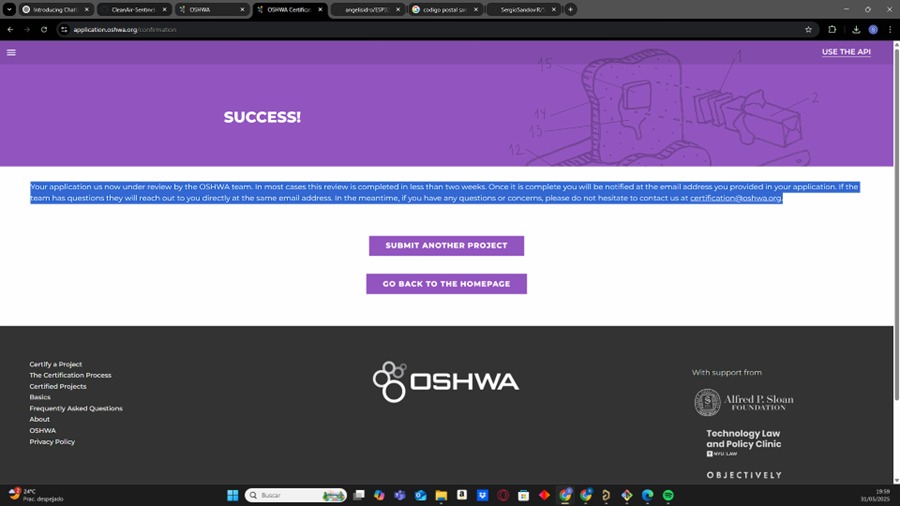 Introducing Chat
CleanAir-Sentinel
OSHWA
OSHWA Certificat
angelisidro/ESP32
codigo postal san
SergioSandovalR/S
application.oshwa.org/confirmation
USE THE API
15
14
13
12
1
2
SUCCESS!
Your application us now under review by the OSHWA team. In most cases this review is completed in less than two weeks. Once it is complete you will be notified at the email address you provided in your application. If the
team has questions they will reach out to you directly at the same email address. In the meantime, if you have any questions or concerns, please do not hesitate to contact us at certification@oshwa.org.
SUBMIT ANOTHER PROJECT
GO BACK TO THE HOMEPAGE
Certify a Project
The Certification Process
Certified Projects
Basics
Frequently Asked Questions
About
OSHWA
Privacy Policy
OSHWA
With support from
Alfred P. Sloan
FOUNDATION
Technology Law
and Policy Clinic
NYU LAW
OBJECTIVELY
24°C
Prac. despejado
Buscar
19:59
31/05/2025